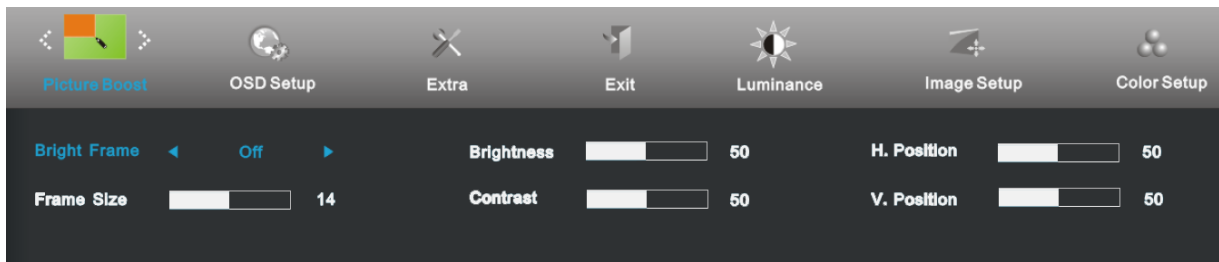 Picture Boost OSD Setup Extra Exit Luminance Image Setup Color Setup
Bright Frame Off Brightness 50 H. Position 50
Frame Size 14 Contrast 50 V. Position 50